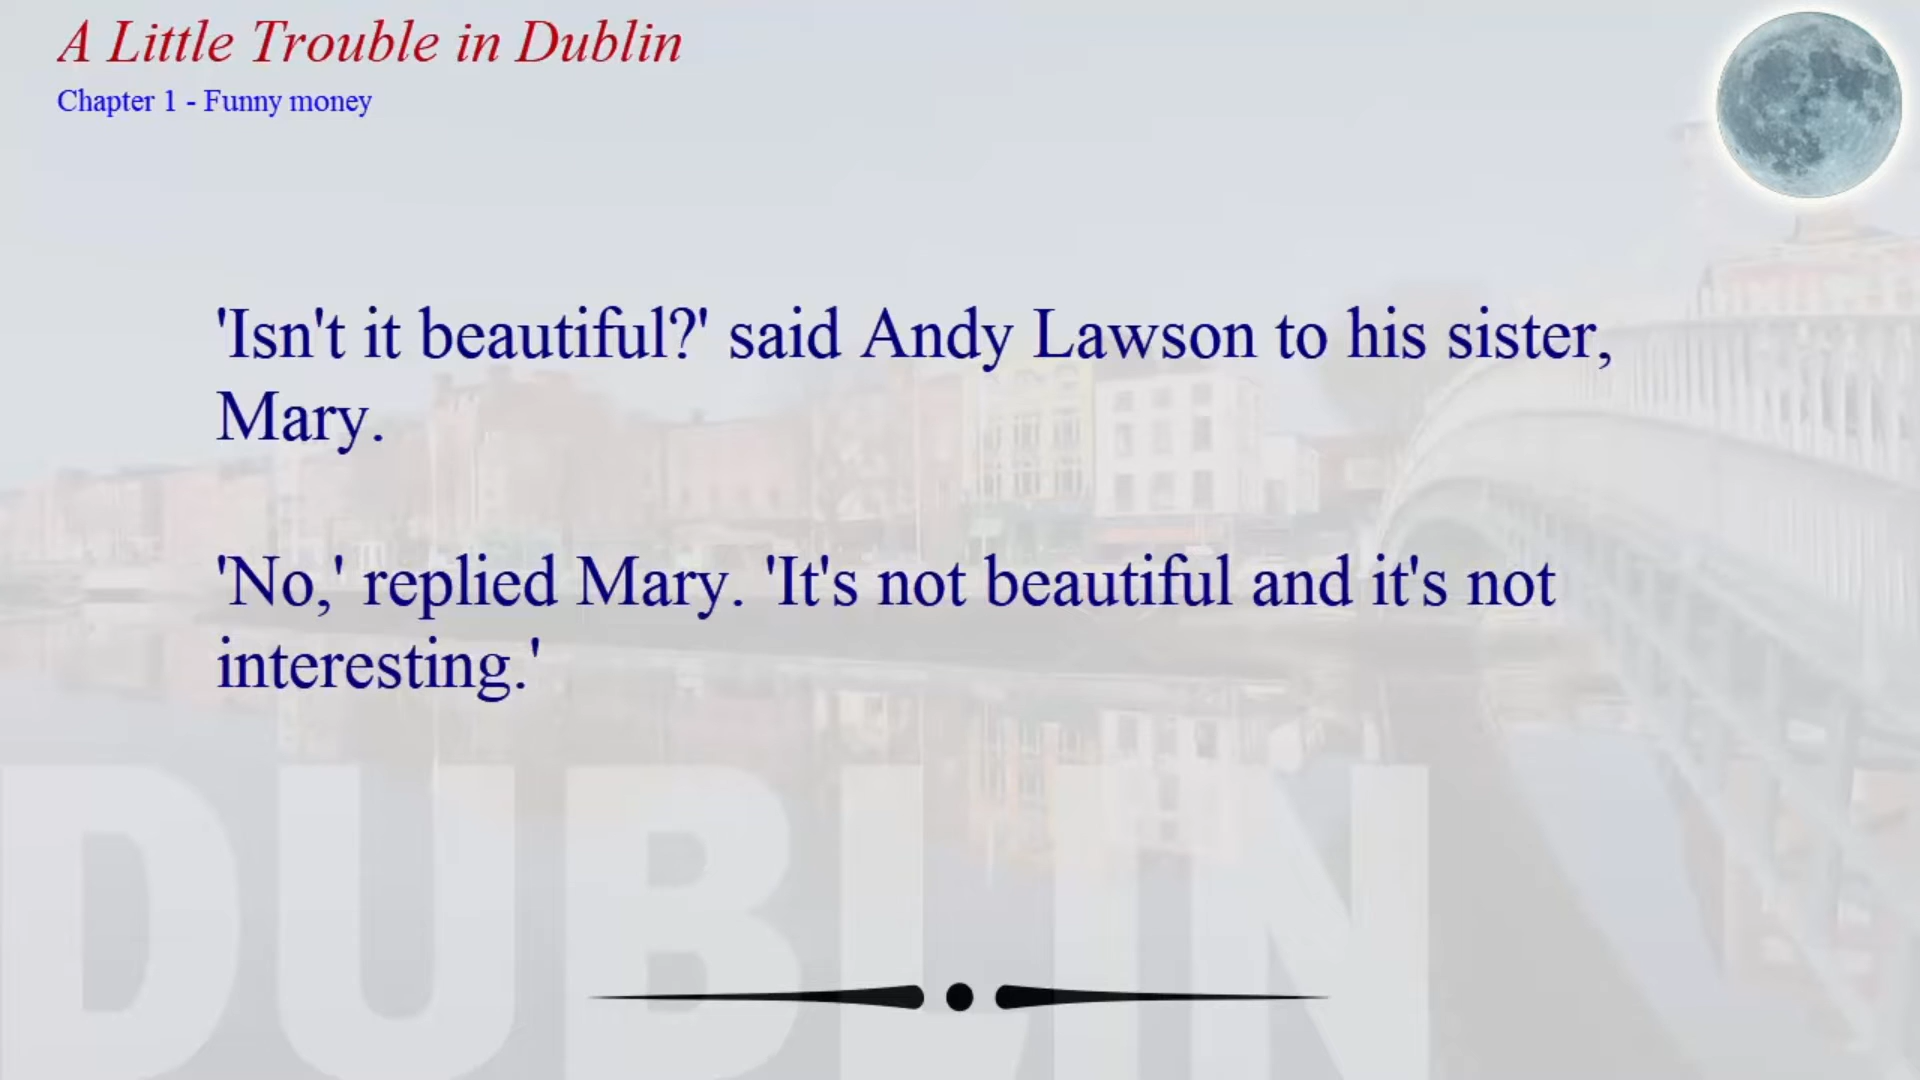 A Little Trouble in Dublin
Chapter 1 - Funny money
'Isn't it beautiful?' said Andy Lawson to his sister,
Mary.
'No,' replied Mary. 'It's not beautiful and it's not
interesting.'
DUBLIN